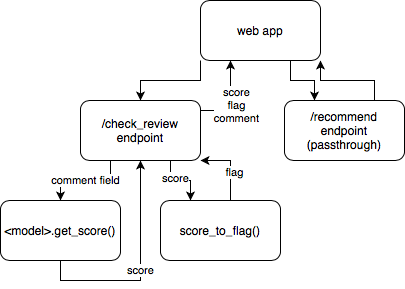 web app
score
flag
comment
/check_review
endpoint
/recommend
endpoint
(passthrough)
comment field
score
flag
<model>.get_score()
score_to_flag()
score